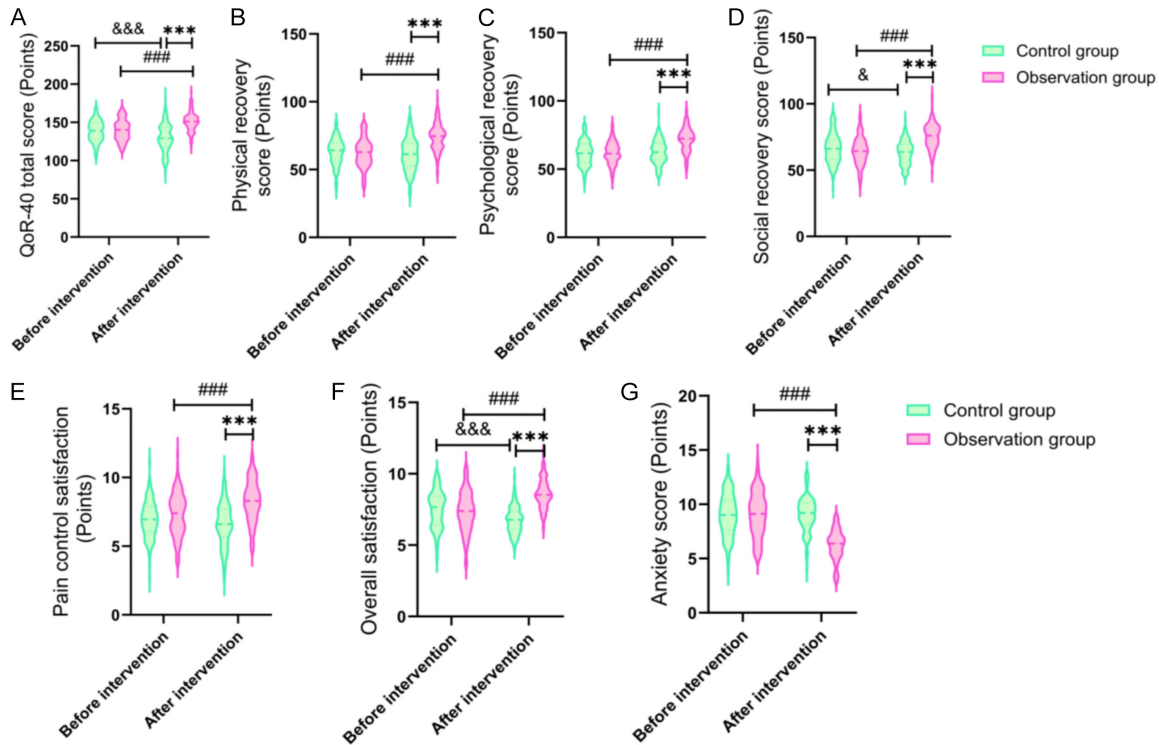 A
QoR-40 total score (Points)
250
200
150
100
50
0
&&&
***
###
Before intervention
After intervention
B
Physical recovery
score (Points)
150
100
50
0
***
###
Before intervention
After intervention
C
Psychological recovery
score (Points)
150
100
50
0
###
***
Before intervention
After intervention
D
Social recovery score (Points)
150
100
50
0
###
***
&
Before intervention
After intervention
Control group
Observation group
E
Pain control satisfaction
(Points)
15
10
5
0
###
***
Before intervention
After intervention
F
Overall satisfaction (Points)
15
10
5
0
###
&&&
***
Before intervention
After intervention
G
Anxiety score (Points)
20
15
10
5
0
###
***
Before intervention
After intervention
Control group
Observation group